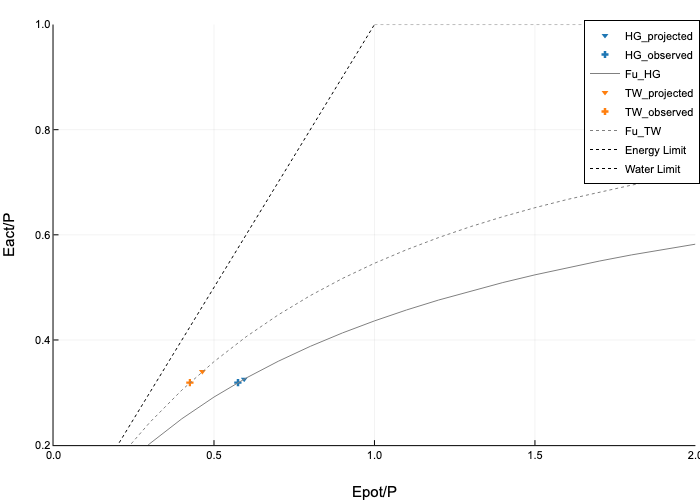 1.0
0.8
0.6
0.4
0.2
Eact/P
0.0
0.5
1.0
1.5
2.0
Epot/P
HG_projected
HG_observed
Fu_HG
TW_projected
TW_observed
Fu_TW
Energy Limit
Water Limit